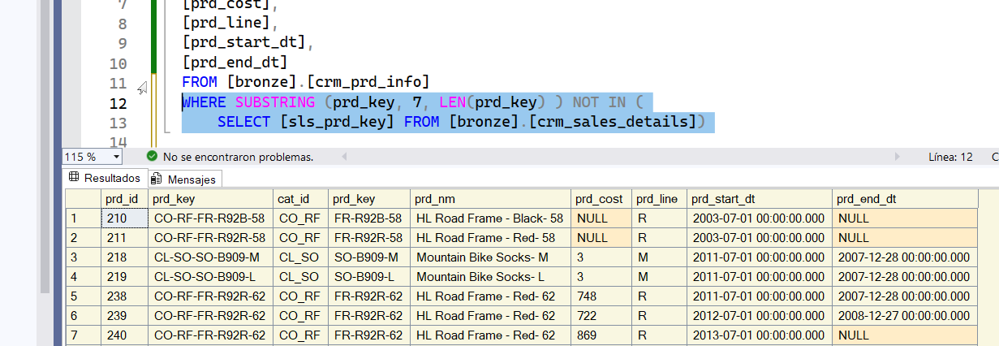 7 [prd_cost],
8 [prd_line],
9 [prd_start_dt],
10 [prd_end_dt]
11 FROM [bronze].[crm_prd_info]
12 WHERE SUBSTRING (prd_key, 7, LEN(prd_key) ) NOT IN (
13 SELECT [sls_prd_key] FROM [bronze].[crm_sales_details])
14
115 % No se encontraron problemas. Línea: 12 C
Resultados Mensajes
prd_id prd_key cat_id prd_key prd_nm prd_cost prd_line prd_start_dt prd_end_dt
1 210 CO-RF-FR-R92B-58 CO_RF FR-R92B-58 HL Road Frame - Black- 58 NULL R 2003-07-01 00:00:00.000 NULL
2 211 CO-RF-FR-R92R-58 CO_RF FR-R92R-58 HL Road Frame - Red- 58 NULL R 2003-07-01 00:00:00.000 NULL
3 218 CL-SO-SO-B909-M CL_SO SO-B909-M Mountain Bike Socks- M 3 M 2011-07-01 00:00:00.000 2007-12-28 00:00:00.000
4 219 CL-SO-SO-B909-L CL_SO SO-B909-L Mountain Bike Socks- L 3 M 2011-07-01 00:00:00.000 2007-12-28 00:00:00.000
5 238 CO-RF-FR-R92R-62 CO_RF FR-R92R-62 HL Road Frame - Red- 62 748 R 2011-07-01 00:00:00.000 2007-12-28 00:00:00.000
6 239 CO-RF-FR-R92R-62 CO_RF FR-R92R-62 HL Road Frame - Red- 62 722 R 2012-07-01 00:00:00.000 2008-12-27 00:00:00.000
7 240 CO-RF-FR-R92R-62 CO_RF FR-R92R-62 HL Road Frame - Red- 62 869 R 2013-07-01 00:00:00.000 NULL